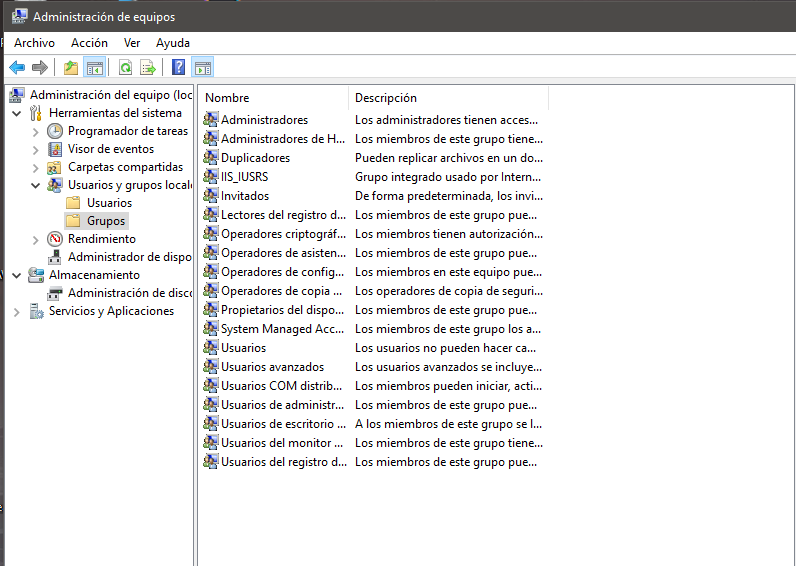 Administración de equipos
Archivo Acción Ver Ayuda
Administración del equipo (loc
Herramientas del sistema
Programador de tareas
Visor de eventos
Carpetas compartidas
Usuarios y grupos locale
Usuarios
Grupos
Rendimiento
Administrador de dispo
Almacenamiento
Administración de disco
Servicios y Aplicaciones
Nombre Descripción
Administradores Los administradores tienen acces...
Administradores de H... Los miembros de este grupo tiene...
Duplicadores Pueden replicar archivos en un do...
IIS_IUSRS Grupo integrado usado por Intern...
Invitados De forma predeterminada, los invi...
Lectores del registro d... Los miembros de este grupo pue...
Operadores criptográf... Los miembros tienen autorización...
Operadores de asisten... Los miembros de este grupo pue...
Operadores de config... Los miembros en este equipo pue...
Operadores de copia ... Los operadores de copia de seguri...
Propietarios del dispo... Los miembros de este grupo pue...
System Managed Acc... Los miembros de este grupo los a...
Usuarios Los usuarios no pueden hacer ca...
Usuarios avanzados Los usuarios avanzados se incluye...
Usuarios COM distrib... Los miembros pueden iniciar, acti...
Usuarios de administr... Los miembros de este grupo pue...
Usuarios de escritorio ... A los miembros de este grupo se l...
Usuarios del monitor ... Los miembros de este grupo tiene...
Usuarios del registro d... Los miembros de este grupo pue...